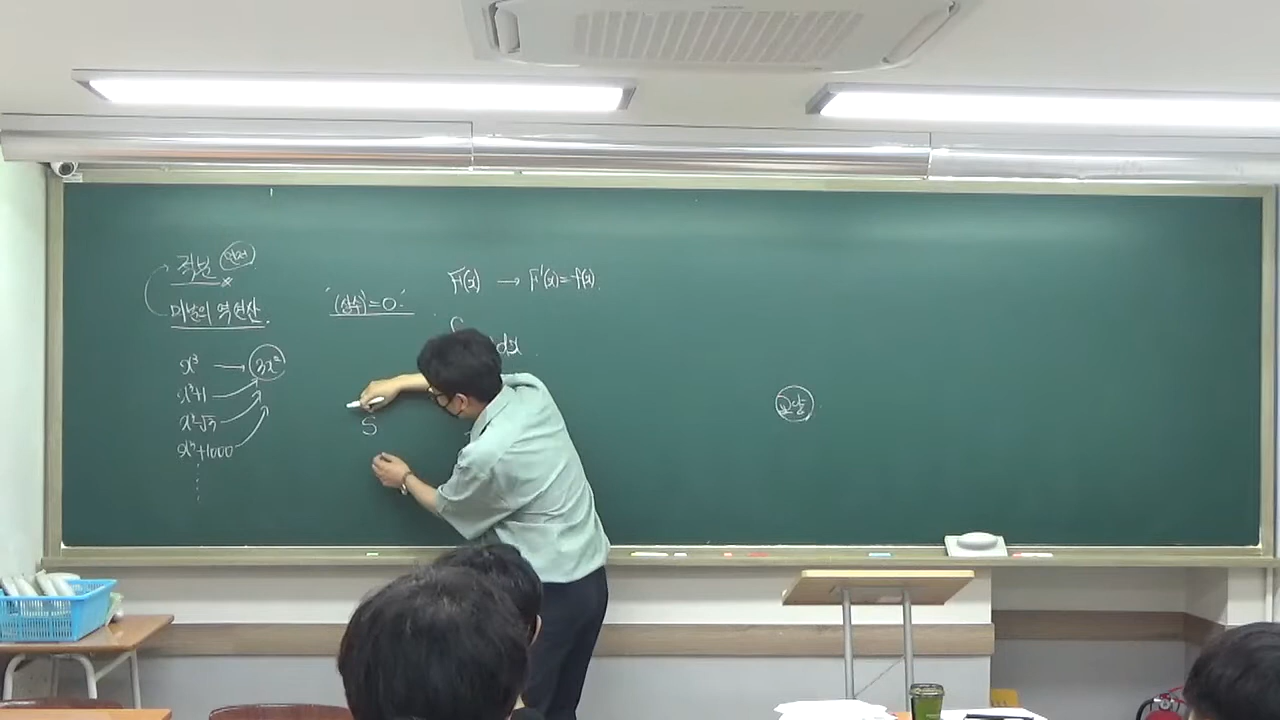 적분
미분의 역연산.
x³ → 3x²
x³+1
x³-√3
x³+1000
"(상수)'=0"
F(x) → F'(x)=f(x).
dx
S